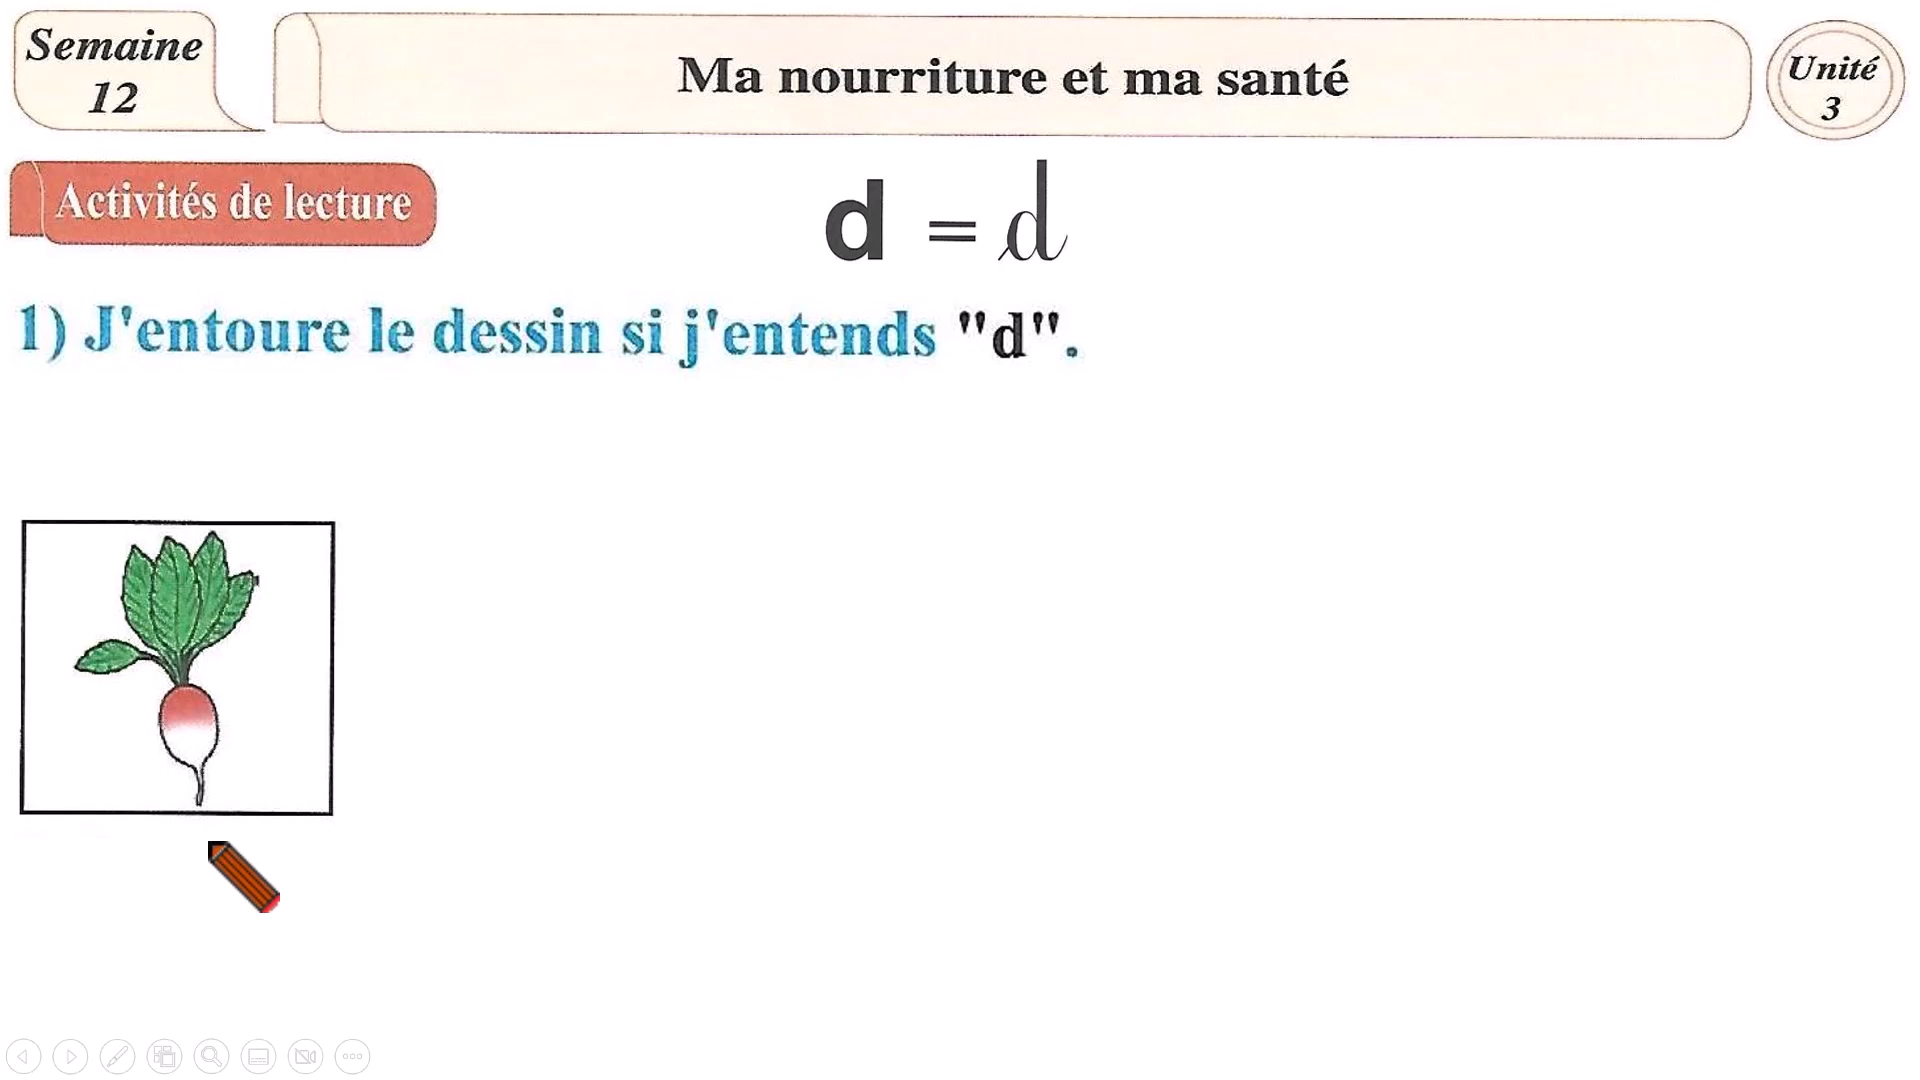 Semaine
12
Ma nourriture et ma santé
Unité
3
Activités de lecture
d = d
1) J'entoure le dessin si j'entends "d".